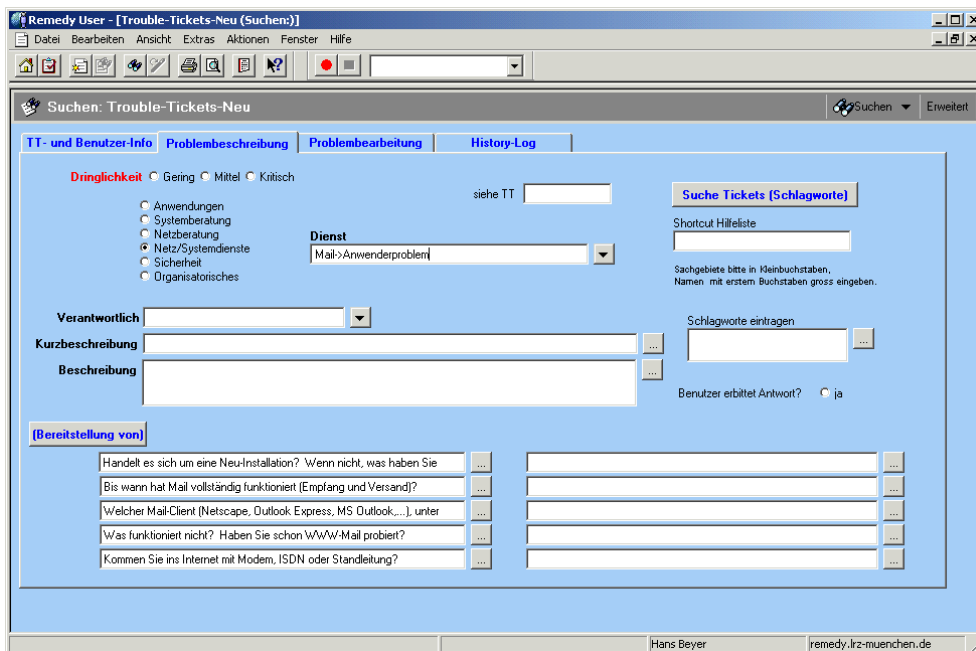 Remedy User - [Trouble-Tickets-Neu (Suchen:)]
Datei Bearbeiten Ansicht Extras Aktionen Fenster Hilfe
Suchen: Trouble-Tickets-Neu
Suchen Erweitert
TT- und Benutzer-Info Problembeschreibung Problembearbeitung History-Log
Dringlichkeit Gering Mittel Kritisch
siehe TT
Suche Tickets (Schlagworte)
Anwendungen
Systemberatung
Netzberatung
Netz/Systemdienste
Sicherheit
Organisatorisches
Dienst
Mail->Anwenderproblem
Shortcut Hilfeliste
Sachgebiete bitte in Kleinbuchstaben,
Namen mit erstem Buchstaben gross eingeben.
Verantwortlich
Kurzbeschreibung
Beschreibung
Schlagworte eintragen
...
...
...
Benutzer erbittet Antwort? ja
(Bereitstellung von)
Handelt es sich um eine Neu-Installation? Wenn nicht, was haben Sie ... ...
Bis wann hat Mail vollständig funktioniert (Empfang und Versand)? ... ...
Welcher Mail-Client (Netscape, Outlook Express, MS Outlook,...), unter ... ...
Was funktioniert nicht? Haben Sie schon WWW-Mail probiert? ... ...
Kommen Sie ins Internet mit Modem, ISDN oder Standleitung? ... ...
Hans Beyer remedy.lrz-muenchen.de